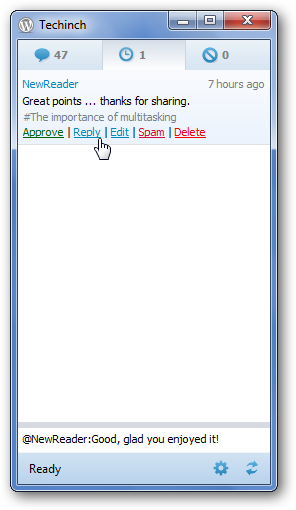 Techinch
47
1
0
NewReader 7 hours ago
Great points ... thanks for sharing.
#The importance of multitasking
Approve | Reply | Edit | Spam | Delete
@NewReader:Good, glad you enjoyed it!
Ready